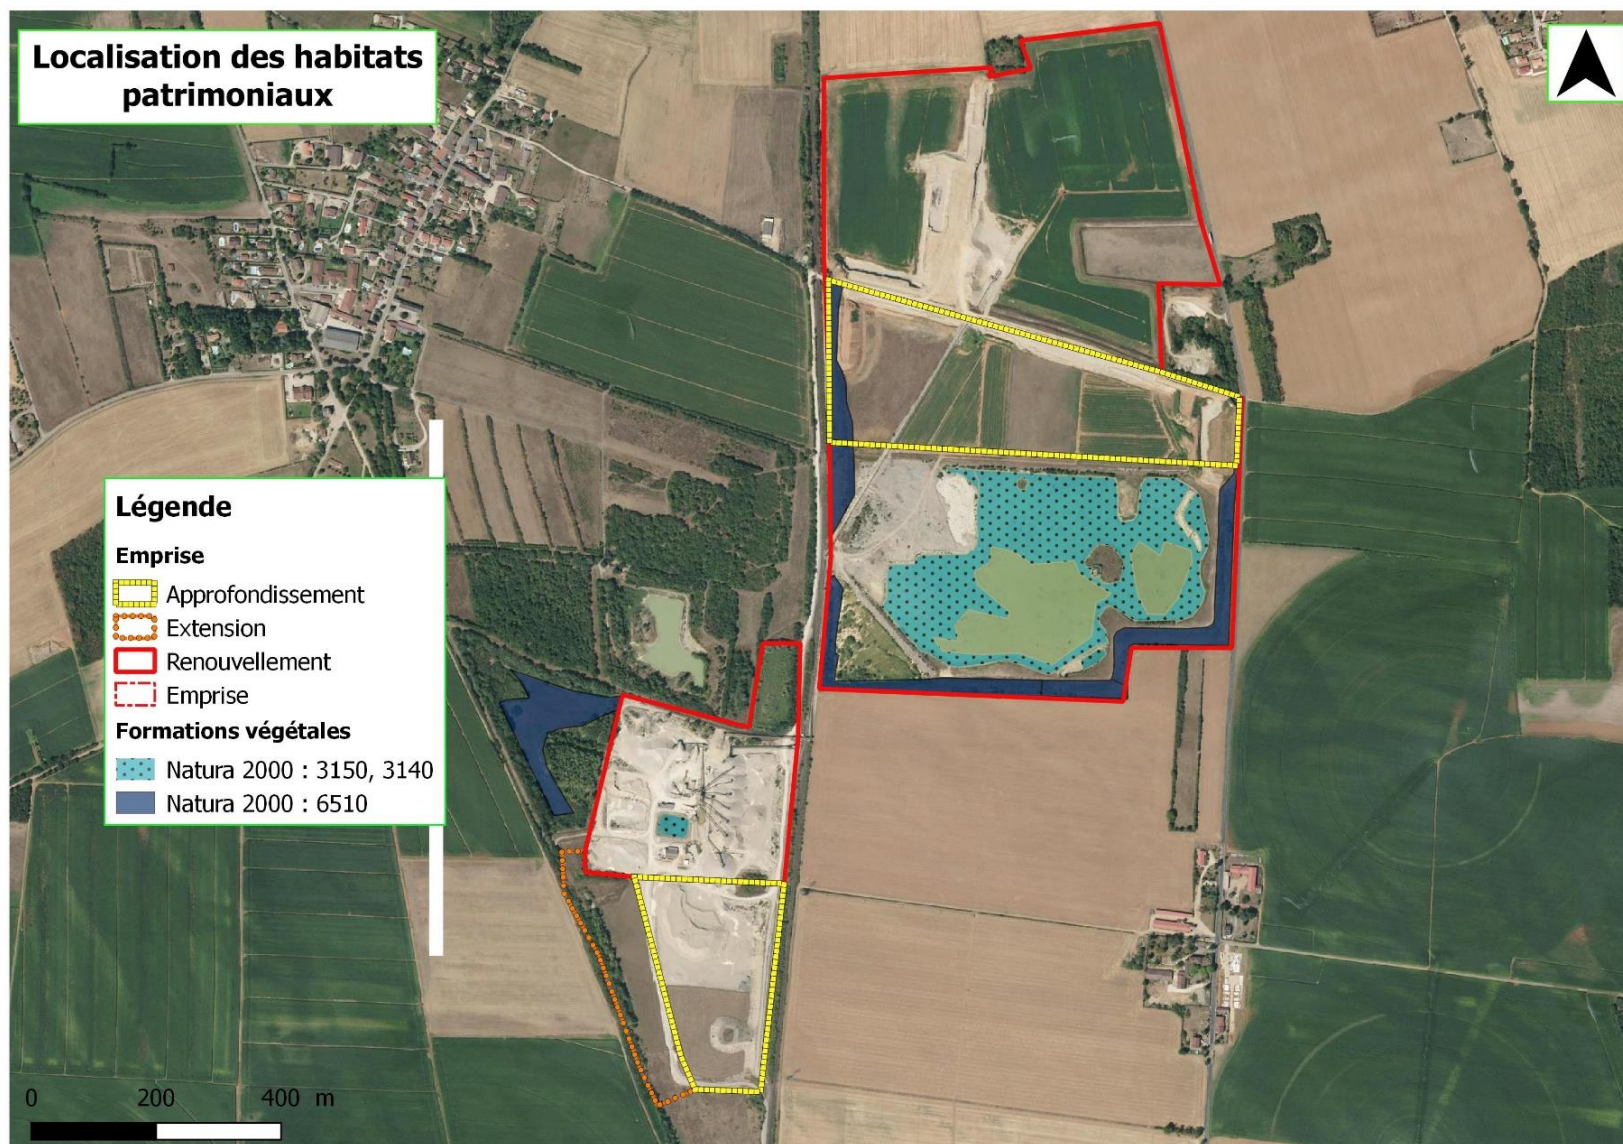 Localisation des habitats
patrimoniaux
Légende
Emprise
Approfondissement
Extension
Renouvellement
Emprise
Formations végétales
Natura 2000 : 3150, 3140
Natura 2000 : 6510
0 200 400 m